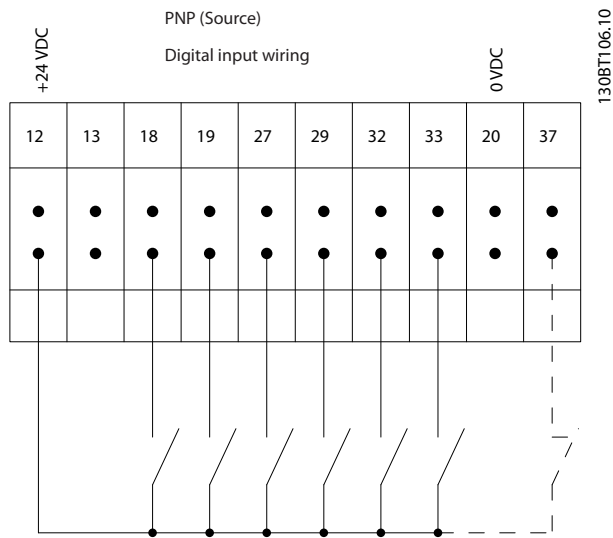 PNP (Source)
Digital input wiring
+24 VDC
0 VDC
130BT106.10
12 13 18 19 27 29 32 33 20 37